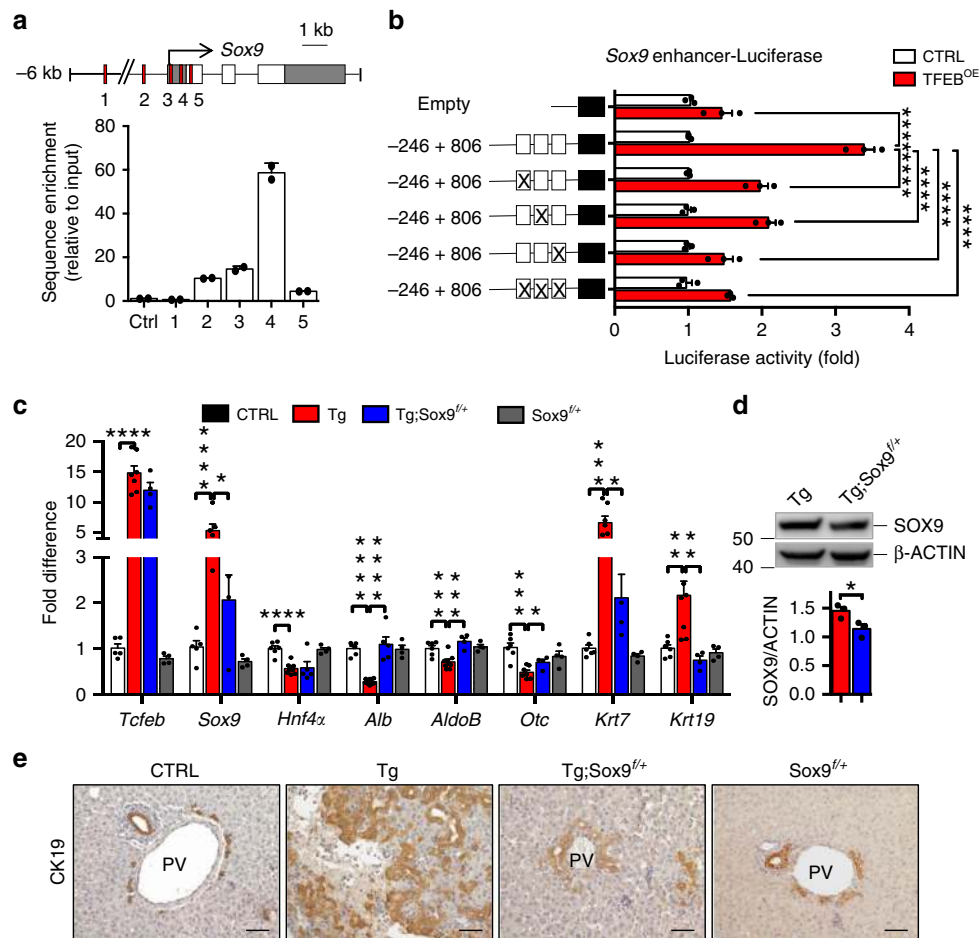 a
1 kb
Sox9
–6 kb
1 2 3 4 5
Sequence enrichment
(relative to input)
80
60
40
20
0
Ctrl 1 2 3 4 5
b
Sox9 enhancer-Luciferase
CTRL
TFEB^OE
Empty
–246 + 806
–246 + 806
X
–246 + 806
X
–246 + 806
X
–246 + 806
X X X
****
****
****
****
****
0 1 2 3 4
Luciferase activity (fold)
c
CTRL Tg Tg;Sox9^f/+ Sox9^f/+
Fold difference
20
15
10
5
3
2
1
0
**** **** * **** **** **** *** *** *** * *** * ** **
Tcfeb Sox9 Hnf4α Alb AldoB Otc Krt7 Krt19
d
Tg Tg;Sox9^f/+
50
SOX9
40
β-ACTIN
SOX9/ACTIN
1.5
1.0
0.5
0.0
*
e
CTRL Tg Tg;Sox9^f/+ Sox9^f/+
CK19
PV PV PV